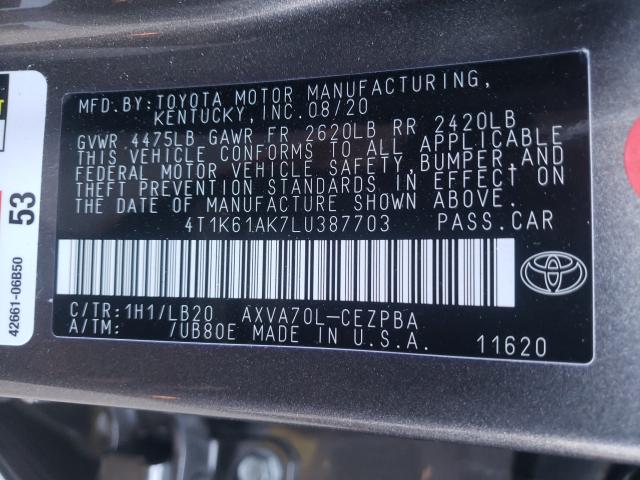 MFD.BY: TOYOTA MOTOR MANUFACTURING,
KENTUCKY, INC. 08/20
GVWR 4475LB GAWR FR 2620LB RR 2420LB
THIS VEHICLE CONFORMS TO ALL APPLICABLE
FEDERAL MOTOR VEHICLE SAFETY, BUMPER, AND
THEFT PREVENTION STANDARDS IN EFFECT ON
THE DATE OF MANUFACTURE SHOWN ABOVE.
4T1K61AK7LU387703 PASS.CAR
C/TR: 1H1/LB20 AXVA70L-CEZPBA
A/TM: /UB80E MADE IN U.S.A.
11620
53
42661-06B50